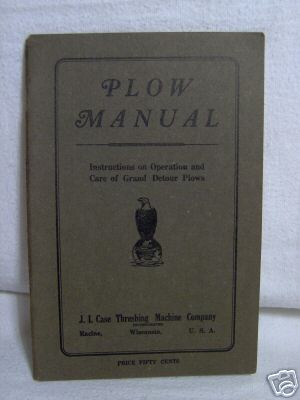 PLOW
MANUAL
Instructions on Operation and
Care of Grand Detour Plows
J. I. Case Threshing Machine Company
INCORPORATED
Racine, Wisconsin, U. S. A.
PRICE FIFTY CENTS